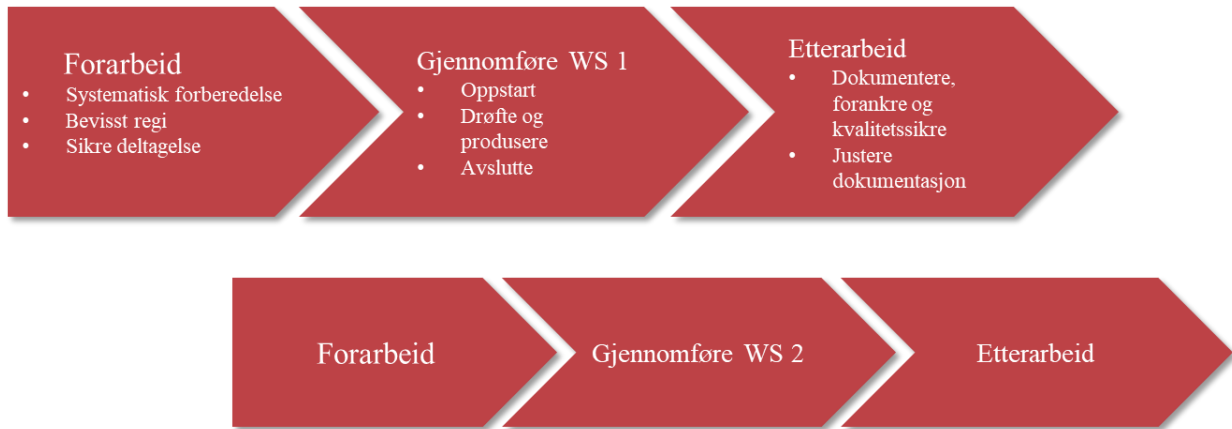 Forarbeid
• Systematisk forberedelse
• Bevisst regi
• Sikre deltagelse
Gjennomføre WS 1
• Oppstart
• Drøfte og
produsere
• Avslutte
Etterarbeid
• Dokumentere,
forankre og
kvalitetssikre
• Justere
dokumentasjon
Forarbeid
Gjennomføre WS 2
Etterarbeid